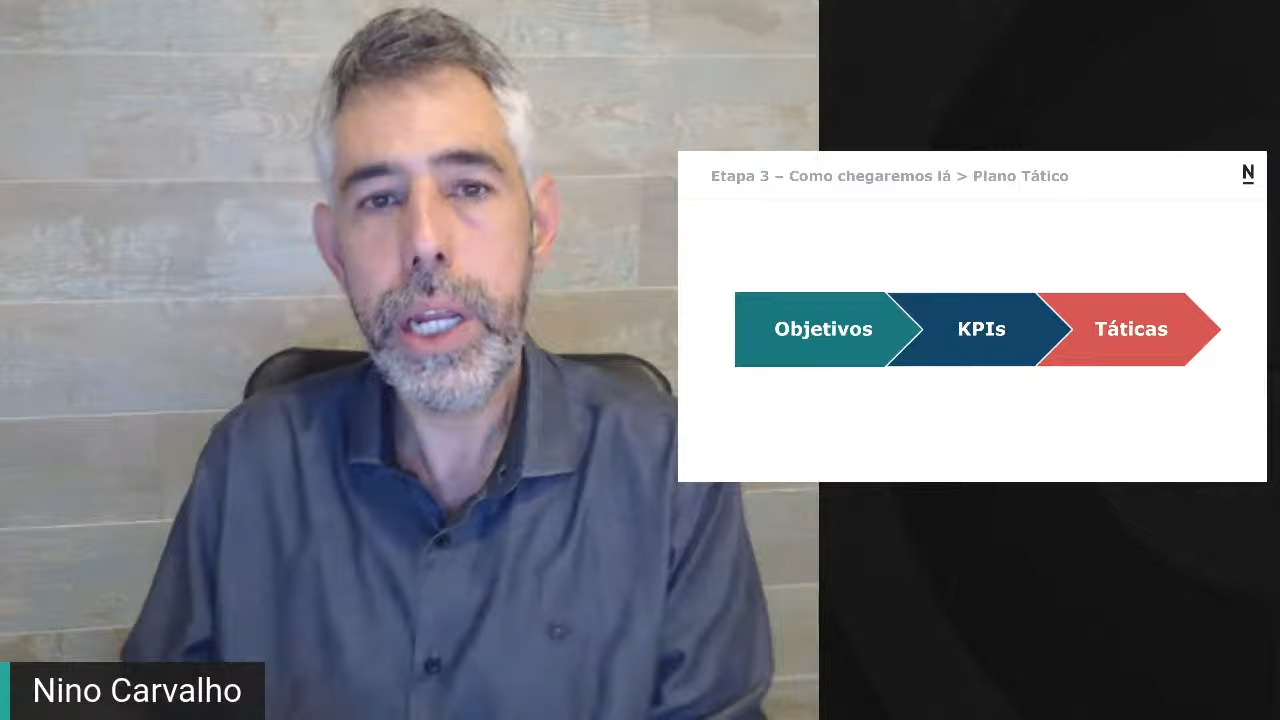 Etapa 3 – Como chegaremos lá > Plano Tático
N
Objetivos
KPIs
Táticas
Nino Carvalho